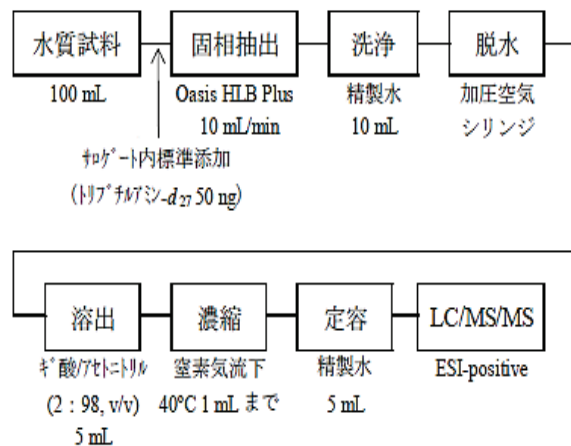 水質試料
固相抽出
洗浄
脱水
100 mL
Oasis HLB Plus
10 mL/min
精製水
10 mL
加圧空気
シリンジ
ｻﾛｹﾞｰﾄ内標準添加
(ﾄﾘﾌﾞﾁﾙｱﾐﾝ-d27 50 ng)
溶出
濃縮
定容
LC/MS/MS
ｷﾞ酸/ｱｾﾄﾆﾄﾘﾙ
(2：98, v/v)
5 mL
窒素気流下
40ºC 1 mL まで
精製水
5 mL
ESI-positive